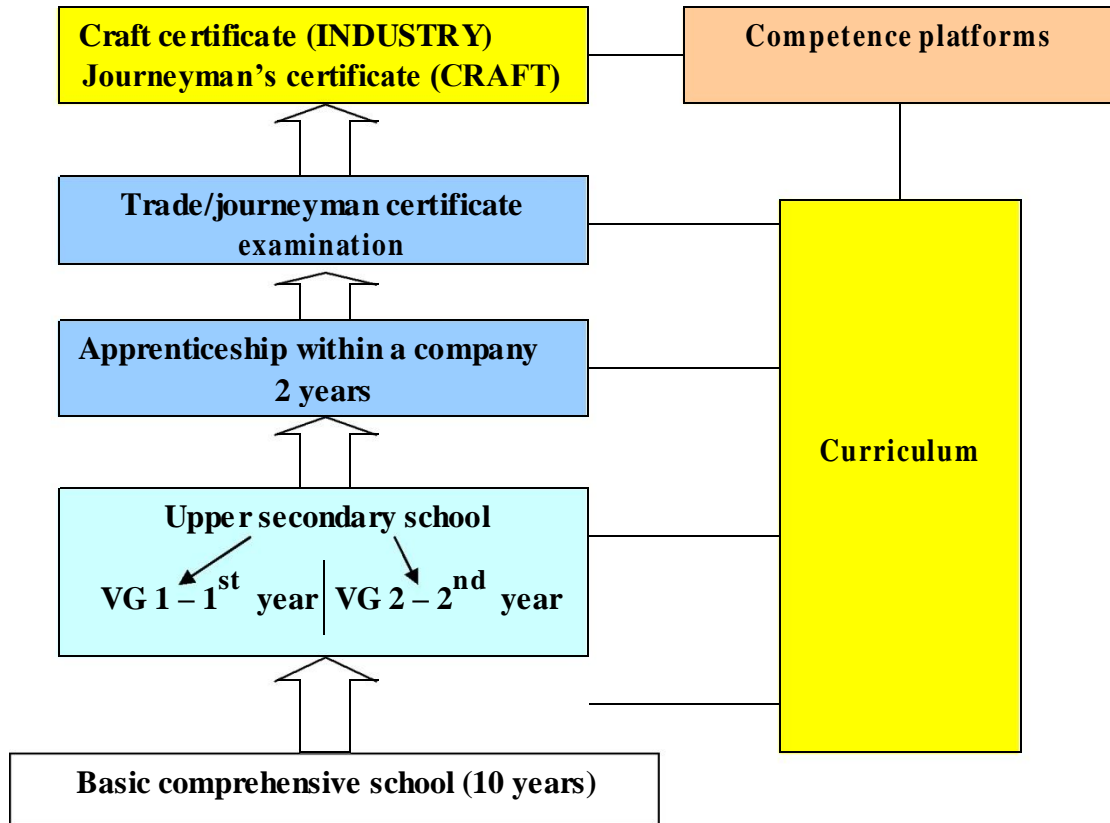 Craft certificate (INDUSTRY)
Journeyman’s certificate (CRAFT)
Competence platforms
Trade/journeyman certificate
examination
Apprenticeship within a company
2 years
Curriculum
Upper secondary school
VG 1 – 1st year
VG 2 – 2nd year
Basic comprehensive school (10 years)